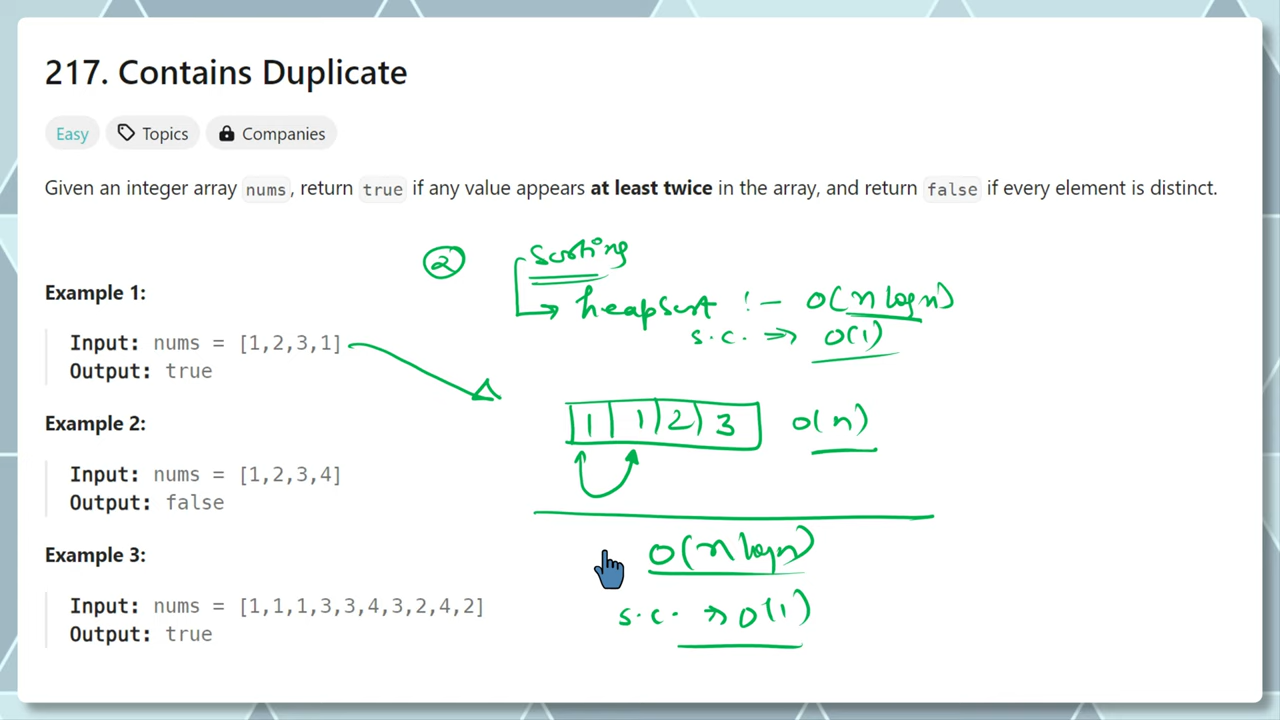 217. Contains Duplicate
Easy Topics Companies
Given an integer array nums, return true if any value appears at least twice in the array, and return false if every element is distinct.
② Sorting
→ heapsort :- O(n logn)
s.c. ⇒ O(1)
Example 1:
Input: nums = [1,2,3,1]
Output: true
1 1 2 3 O(n)
Example 2:
Input: nums = [1,2,3,4]
Output: false
O(n logn)
s.c. → O(1)
Example 3:
Input: nums = [1,1,1,3,3,4,3,2,4,2]
Output: true